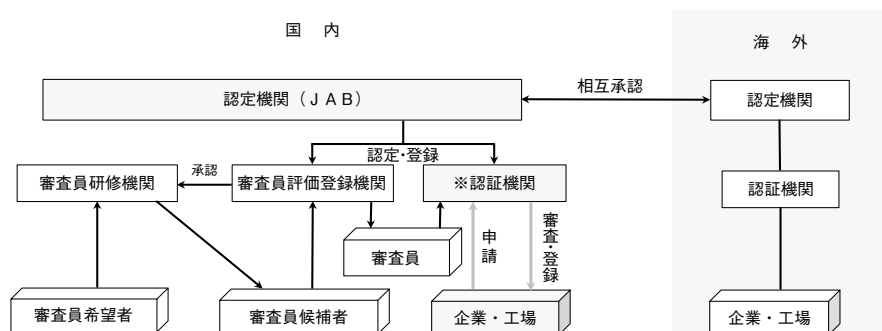 国　内
海　外
認定機関（ＪＡＢ）
相互承認
認定機関
認定・登録
審査員研修機関
承認
審査員評価登録機関
※認証機関
認証機関
審査員
申請
審査・登録
審査員希望者
審査員候補者
企業・工場
企業・工場